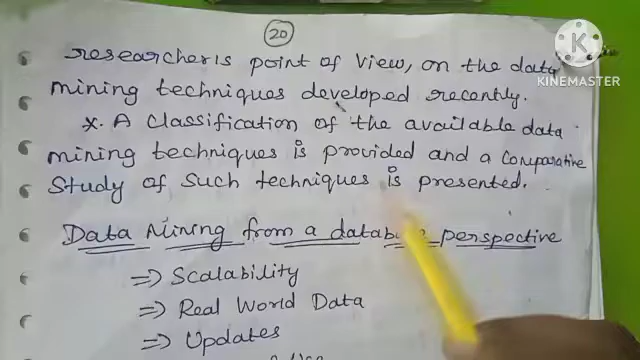 20
researcher's point of view, on the data
mining techniques developed recently.
KINEMASTER
x. A classification of the available data
mining techniques is provided and a comparative
study of such techniques is presented.
Data Mining from a perspective
=> Scalability
=> Real World Data
=> Updates